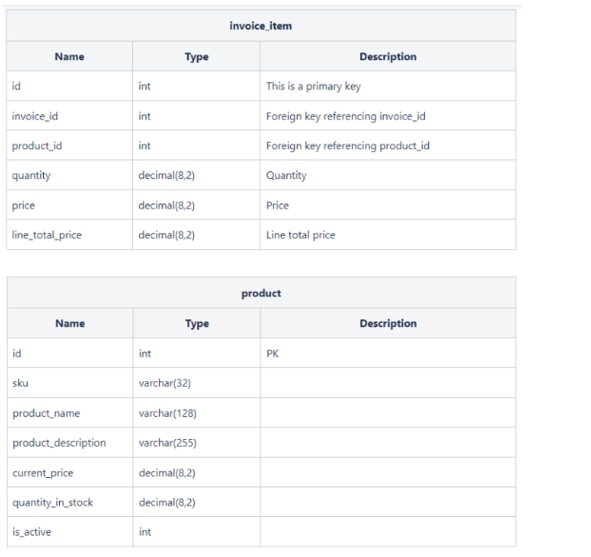 invoice_item
Name Type Description
id int This is a primary key
invoice_id int Foreign key referencing invoice_id
product_id int Foreign key referencing product_id
quantity decimal(8,2) Quantity
price decimal(8,2) Price
line_total_price decimal(8,2) Line total price
product
Name Type Description
id int PK
sku varchar(32)
product_name varchar(128)
product_description varchar(255)
current_price decimal(8,2)
quantity_in_stock decimal(8,2)
is_active int